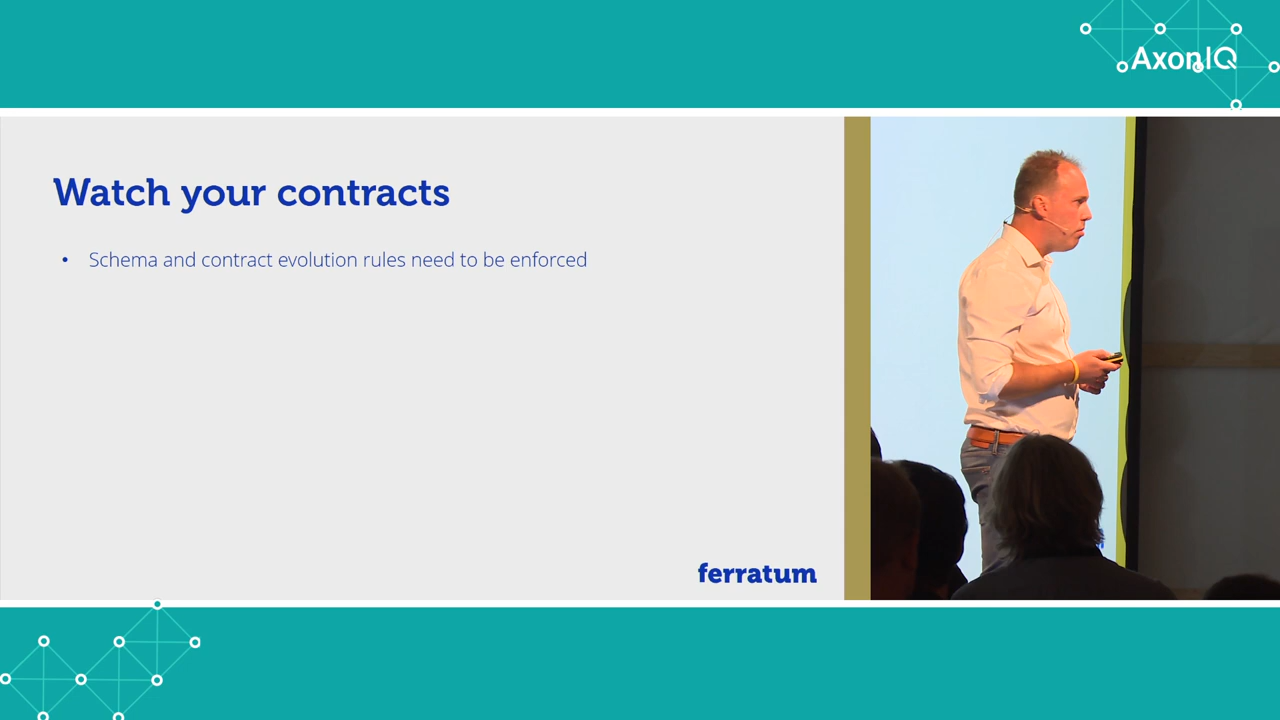 AxonIQ
Watch your contracts
• Schema and contract evolution rules need to be enforced
ferratum